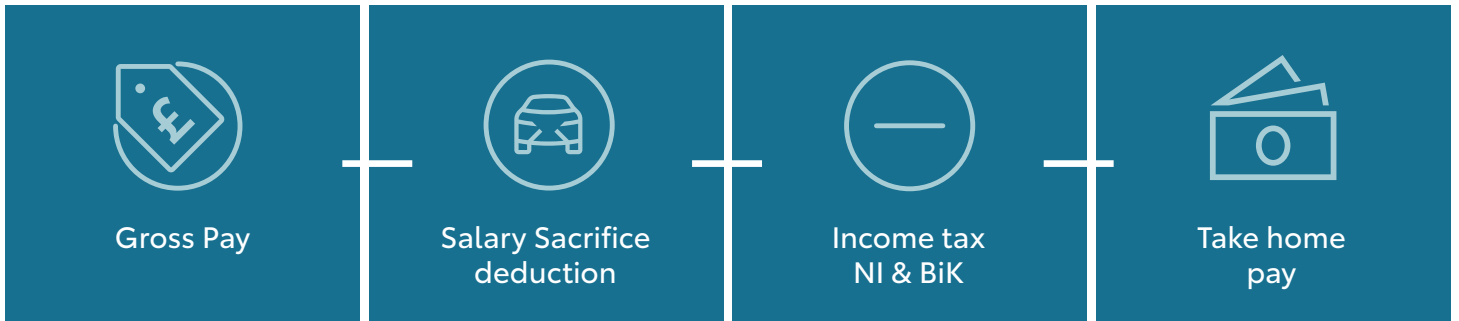 £
Gross Pay
Salary Sacrifice
deduction
Income tax
NI & BiK
Take home
pay